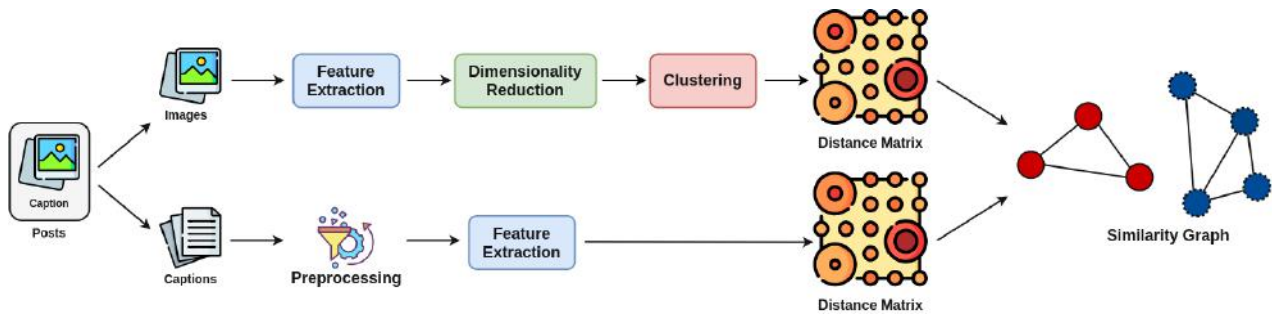 Caption
Posts
Images
Feature
Extraction
Dimensionality
Reduction
Clustering
Distance Matrix
Captions
Preprocessing
Feature
Extraction
Distance Matrix
Similarity Graph